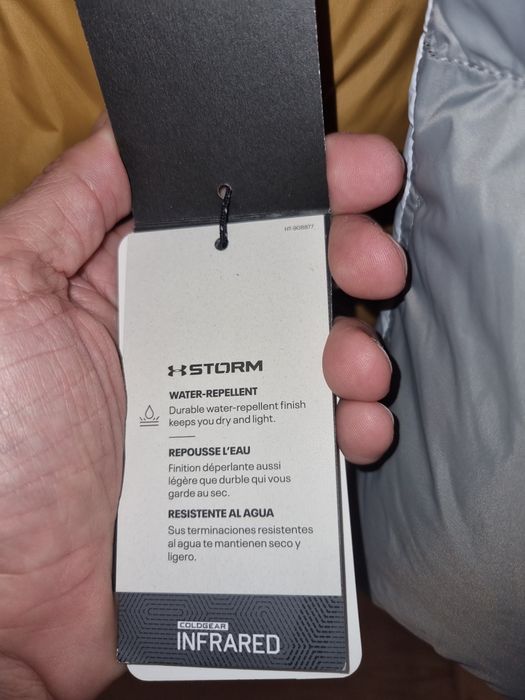 HT-908877
STORM
WATER-REPELLENT
Durable water-repellent finish
keeps you dry and light.
REPOUSSE L'EAU
Finition déperlante aussi
légère que durble qui vous
garde au sec.
RESISTENTE AL AGUA
Sus terminaciones resistentes
al agua te mantienen seco y
ligero.
COLDGEAR
INFRARED